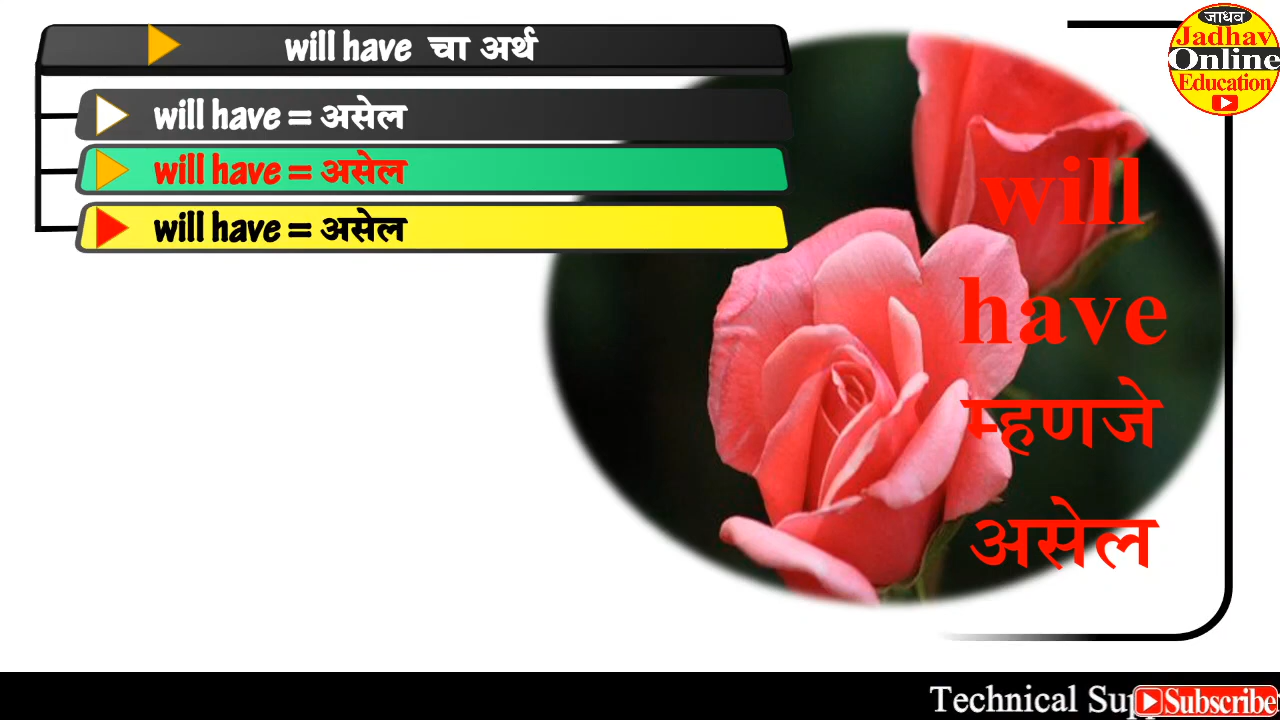 will have चा अर्थ
will have = असेल
will have = असेल
will have = असेल
will
have
म्हणजे
असेल
जाधव
Jadhav
Online
Education
Technical
Subscribe